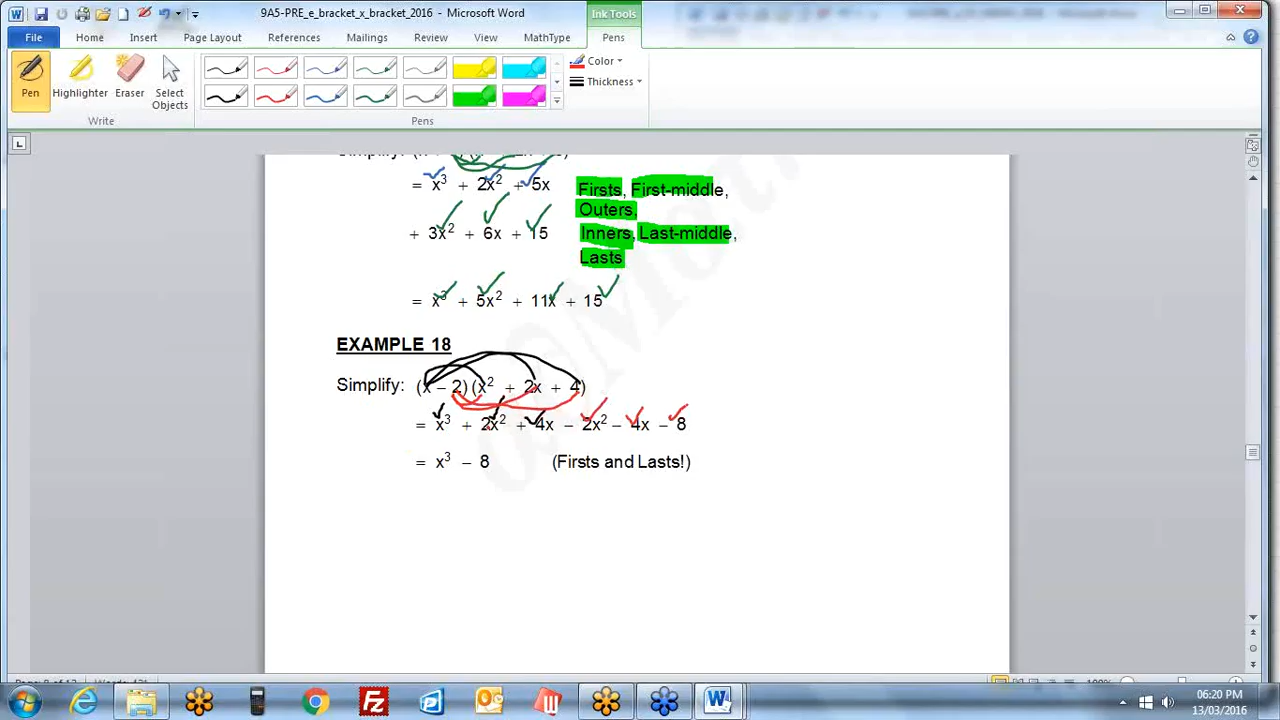 9A5-PRE_e_bracket_x_bracket_2016 - Microsoft Word
Ink Tools
File Home Insert Page Layout References Mailings Review View MathType Pens
Pen Highlighter Eraser Select Objects
Color
Thickness
Write
Pens
= x³ + 2x² + 5x Firsts, First-middle,
Outers,
+ 3x² + 6x + 15 Inners, Last-middle,
Lasts
= x³ + 5x² + 11x + 15
EXAMPLE 18
Simplify: (x – 2)(x² + 2x + 4)
= x³ + 2x² + 4x – 2x² – 4x – 8
= x³ – 8 (Firsts and Lasts!)
06:20 PM
13/03/2016